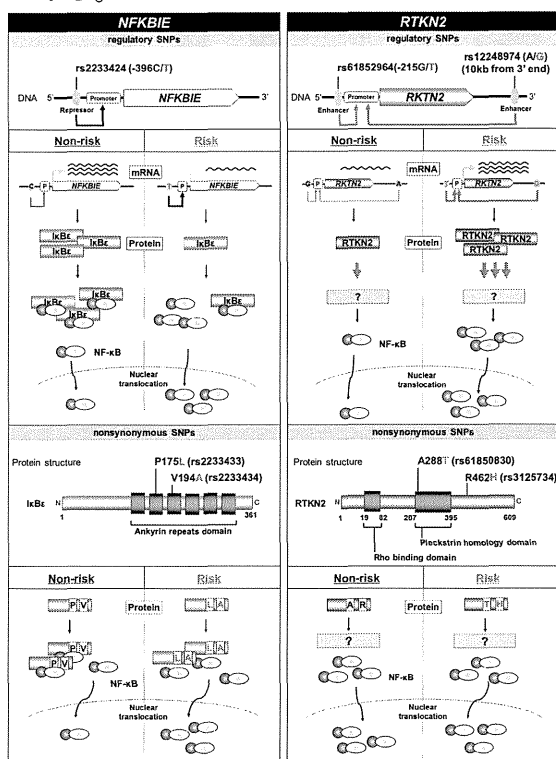 NFKBIE
regulatory SNPs
rs2233424 (-396C/T)
DNA 5' Promoter NFKBIE 3'
Repressor
Non-risk Risk
mRNA
C P NFKBIE T P NFKBIE
Protein
IκBε IκBε IκBε IκBε
IκBε IκBε IκBε IκBε
NF-κB
Nuclear translocation
nonsynonymous SNPs
Protein structure
P175L (rs2233433)
V194A (rs2233434)
IκBε N C
1 361
Ankyrin repeats domain
Non-risk Risk
P V Protein L A
P V P V L A L A
NF-κB
Nuclear translocation
RTKN2
regulatory SNPs
rs12248974 (A/G)
rs61852964(-215G/T) (10kb from 3' end)
DNA 5' Promoter RKTN2 3'
Enhancer Enhancer
Non-risk Risk
mRNA
G P RKTN2 A T P RKTN2 G
Protein
RTKN2 RTKN2 RTKN2 RTKN2
? ?
NF-κB
Nuclear translocation
nonsynonymous SNPs
Protein structure
A288T (rs61850830)
R462H (rs3125734)
RTKN2 N C
1 19 82 287 395 609
Pleckstrin homology domain
Rho binding domain
Non-risk Risk
A R Protein T H
? ?
NF-κB
Nuclear translocation